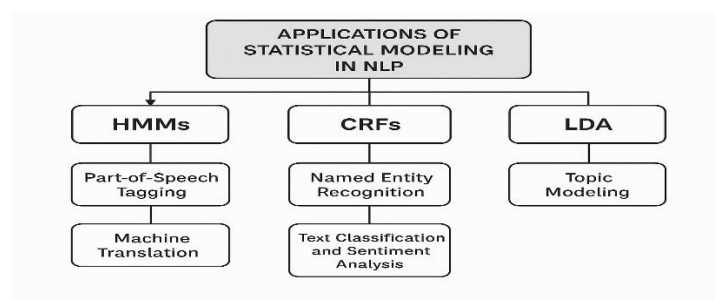 APPLICATIONS OF
STATISTICAL MODELING
IN NLP
HMMs
CRFs
LDA
Part-of-Speech
Tagging
Named Entity
Recognition
Topic
Modeling
Machine
Translation
Text Classification
and Sentiment
Analysis